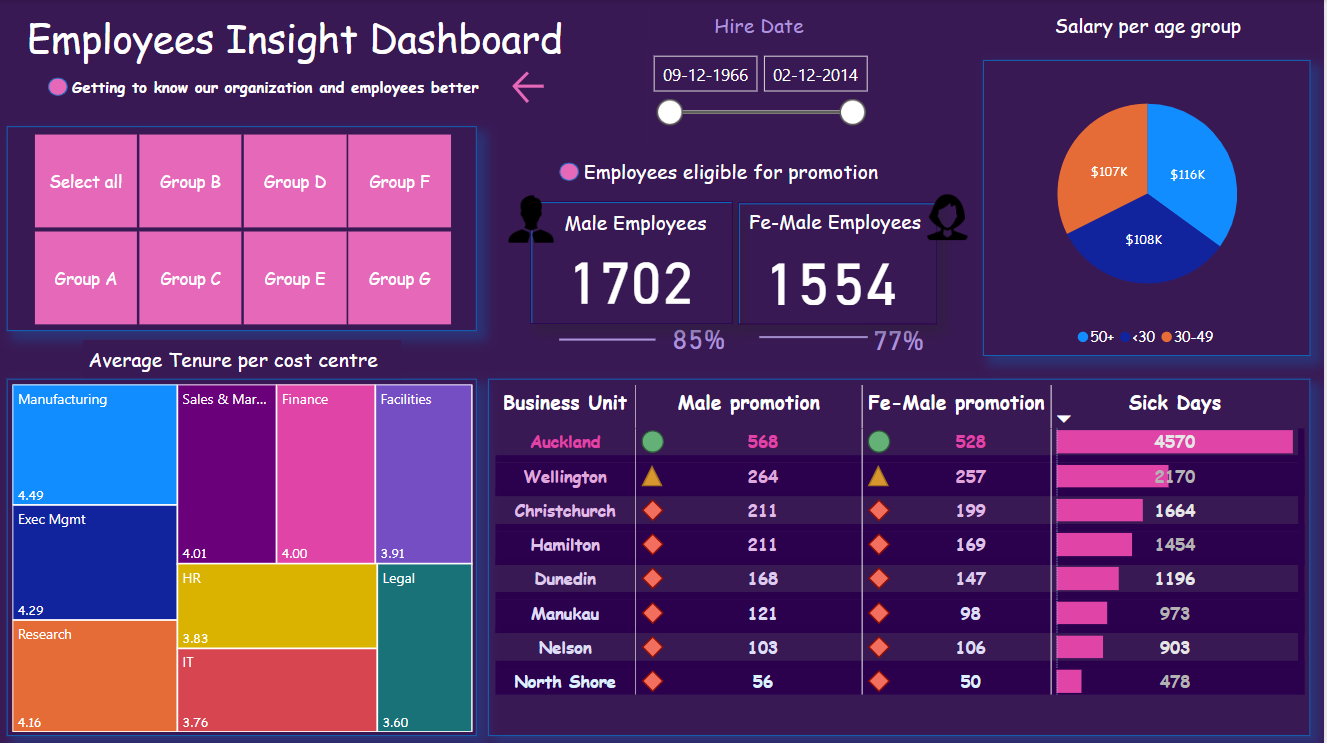 Employees Insight Dashboard
Getting to know our organization and employees better
Hire Date
09-12-1966 02-12-2014
Salary per age group
$107K
$116K
$108K
50+ <30 30-49
Select all Group B Group D Group F
Group A Group C Group E Group G
Employees eligible for promotion
Male Employees
1702
85%
Fe-Male Employees
1554
77%
Average Tenure per cost centre
Manufacturing
4.49
Exec Mgmt
4.29
Research
4.16
Sales & Mar...
4.01
Finance
4.00
Facilities
3.91
HR
3.83
IT
3.76
Legal
3.60
Business Unit Male promotion Fe-Male promotion Sick Days
Auckland 568 528 4570
Wellington 264 257 2170
Christchurch 211 199 1664
Hamilton 211 169 1454
Dunedin 168 147 1196
Manukau 121 98 973
Nelson 103 106 903
North Shore 56 50 478